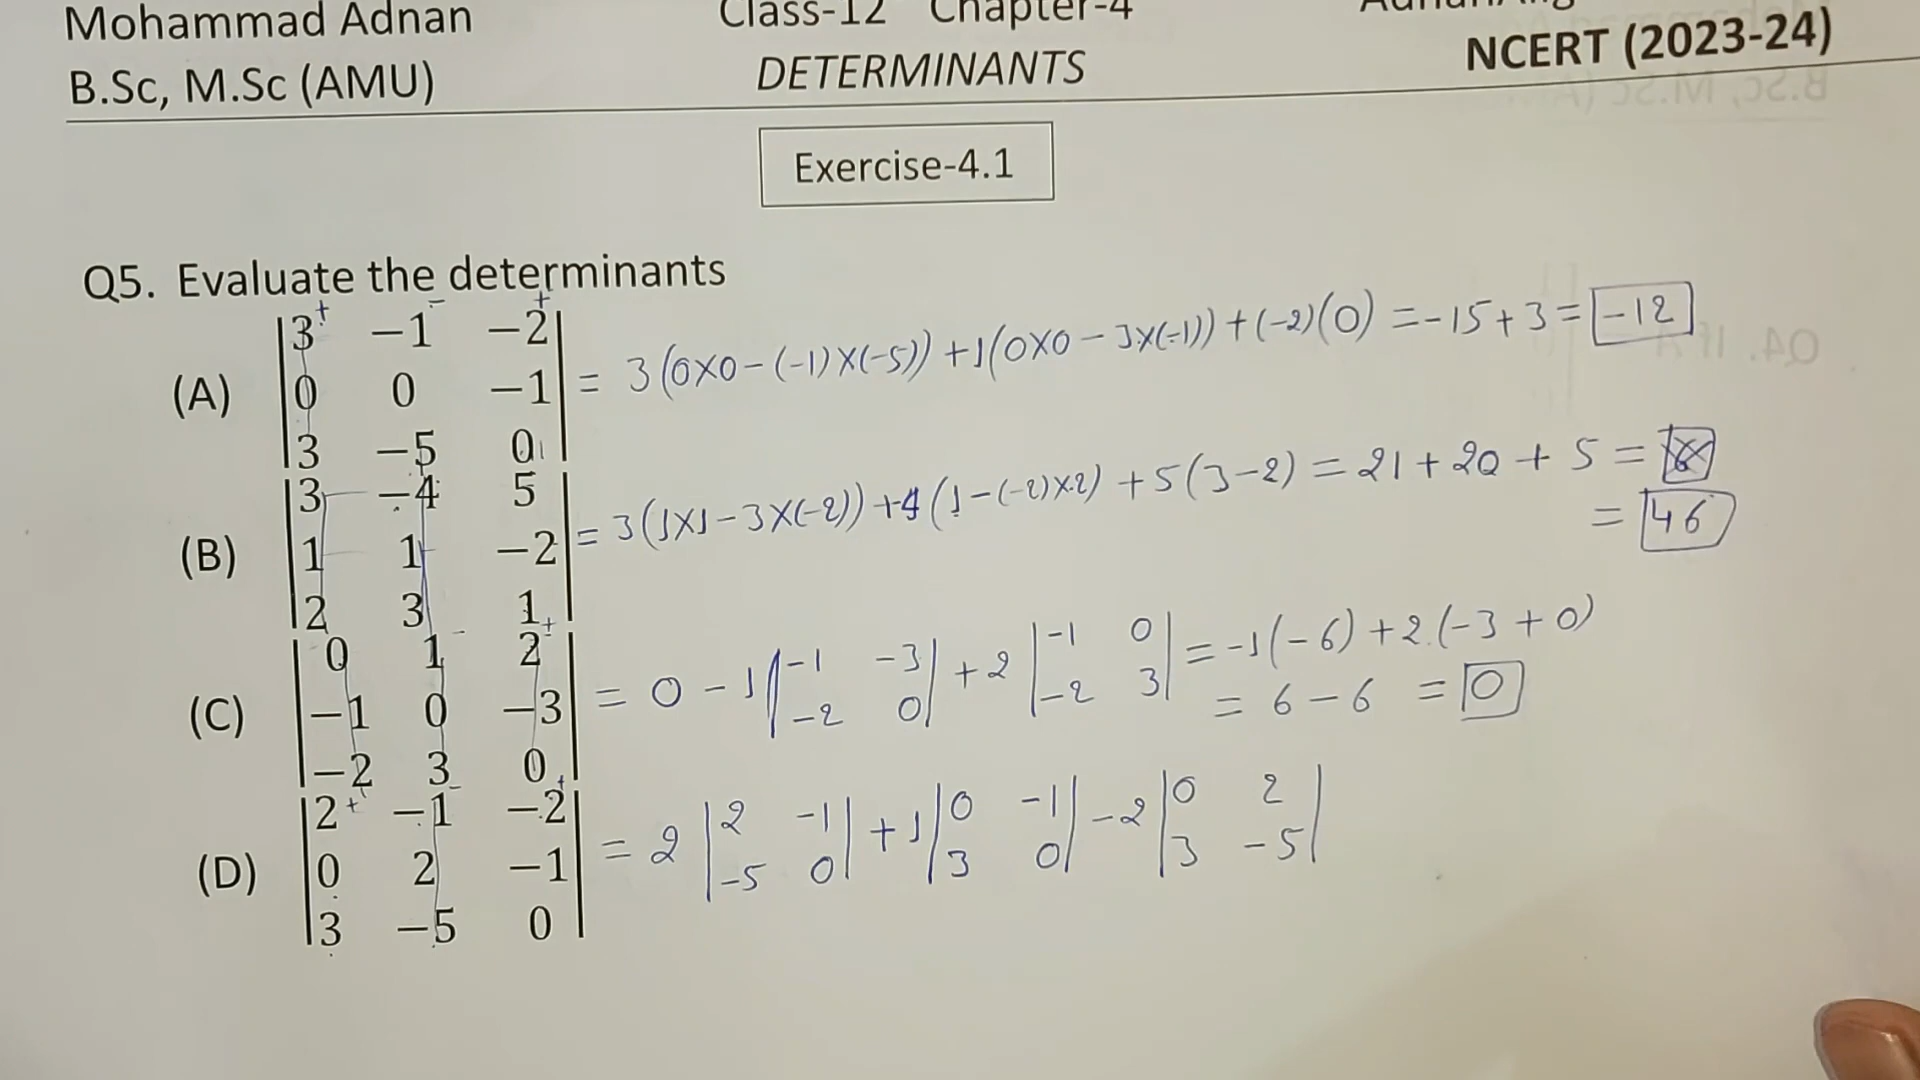 Mohammad Adnan
B.Sc, M.Sc (AMU)
Class-12 Chapter-4
DETERMINANTS
NCERT (2023-24)
Exercise-4.1
Q5. Evaluate the determinants
(A) |3 −1 −2|
|0 0 −1| = 3(0×0−(−1)×(−5)) +1(0×0−3×(−1)) +(−2)(0) = −15+3 = −12
|3 −5 0|
(B) |3 −4 5|
|1 1 −2| = 3(1×1−3×(−2)) +4(1−(−2)×2) +5(3−2) = 21+20+5 =
= 46
|2 3 1|
(C) |0 1 2|
|−1 0 −3| = 0 −1 |−1 −3| +2 |−1 0| = −1(−6) +2(−3+0)
|−2 0| |−2 3| = 6−6 = 0
|−2 3 0|
(D) |2 −1 −2|
|0 2 −1| = 2 |2 −1| +1 |0 −1| −2 |0 2|
|−5 0| |3 0| |3 −5|
|3 −5 0|